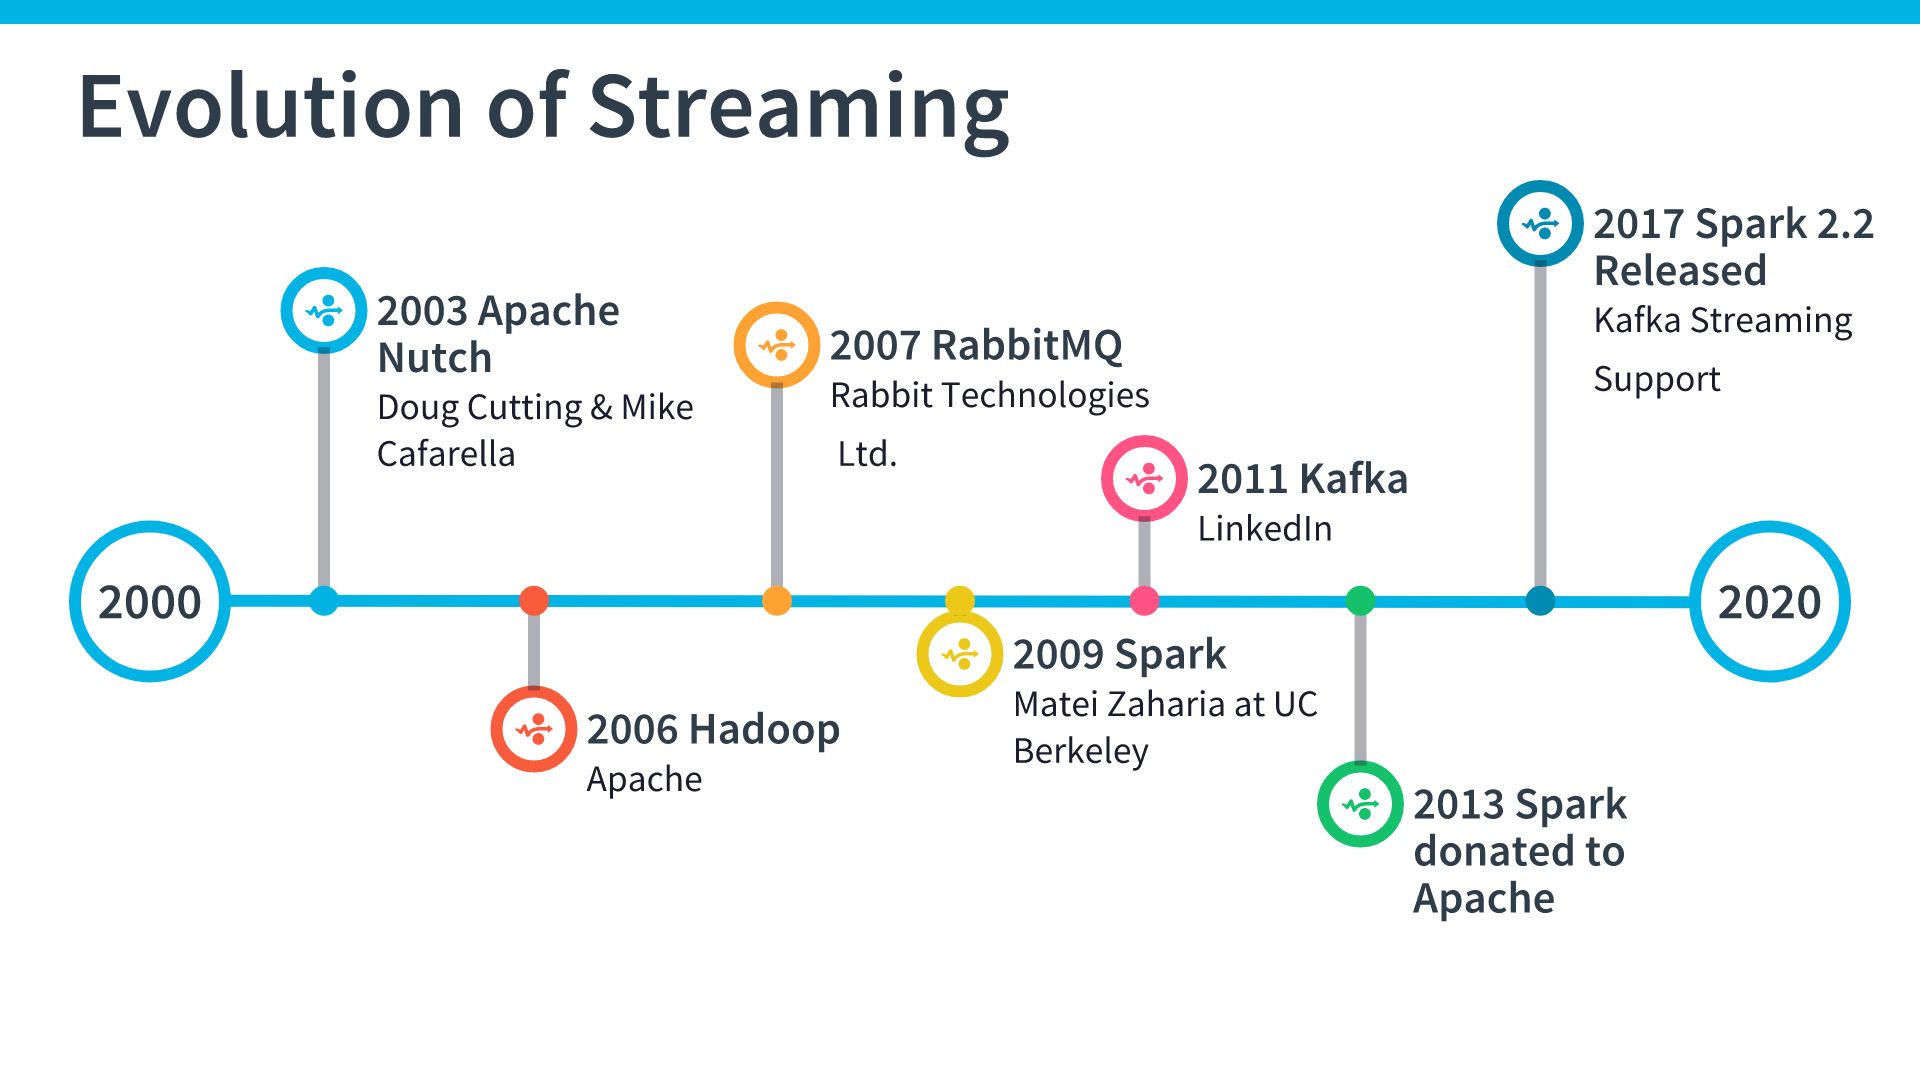 Evolution of Streaming
2000
2003 Apache
Nutch
Doug Cutting & Mike
Cafarella
2006 Hadoop
Apache
2007 RabbitMQ
Rabbit Technologies
Ltd.
2009 Spark
Matei Zaharia at UC
Berkeley
2011 Kafka
LinkedIn
2013 Spark
donated to
Apache
2017 Spark 2.2
Released
Kafka Streaming
Support
2020